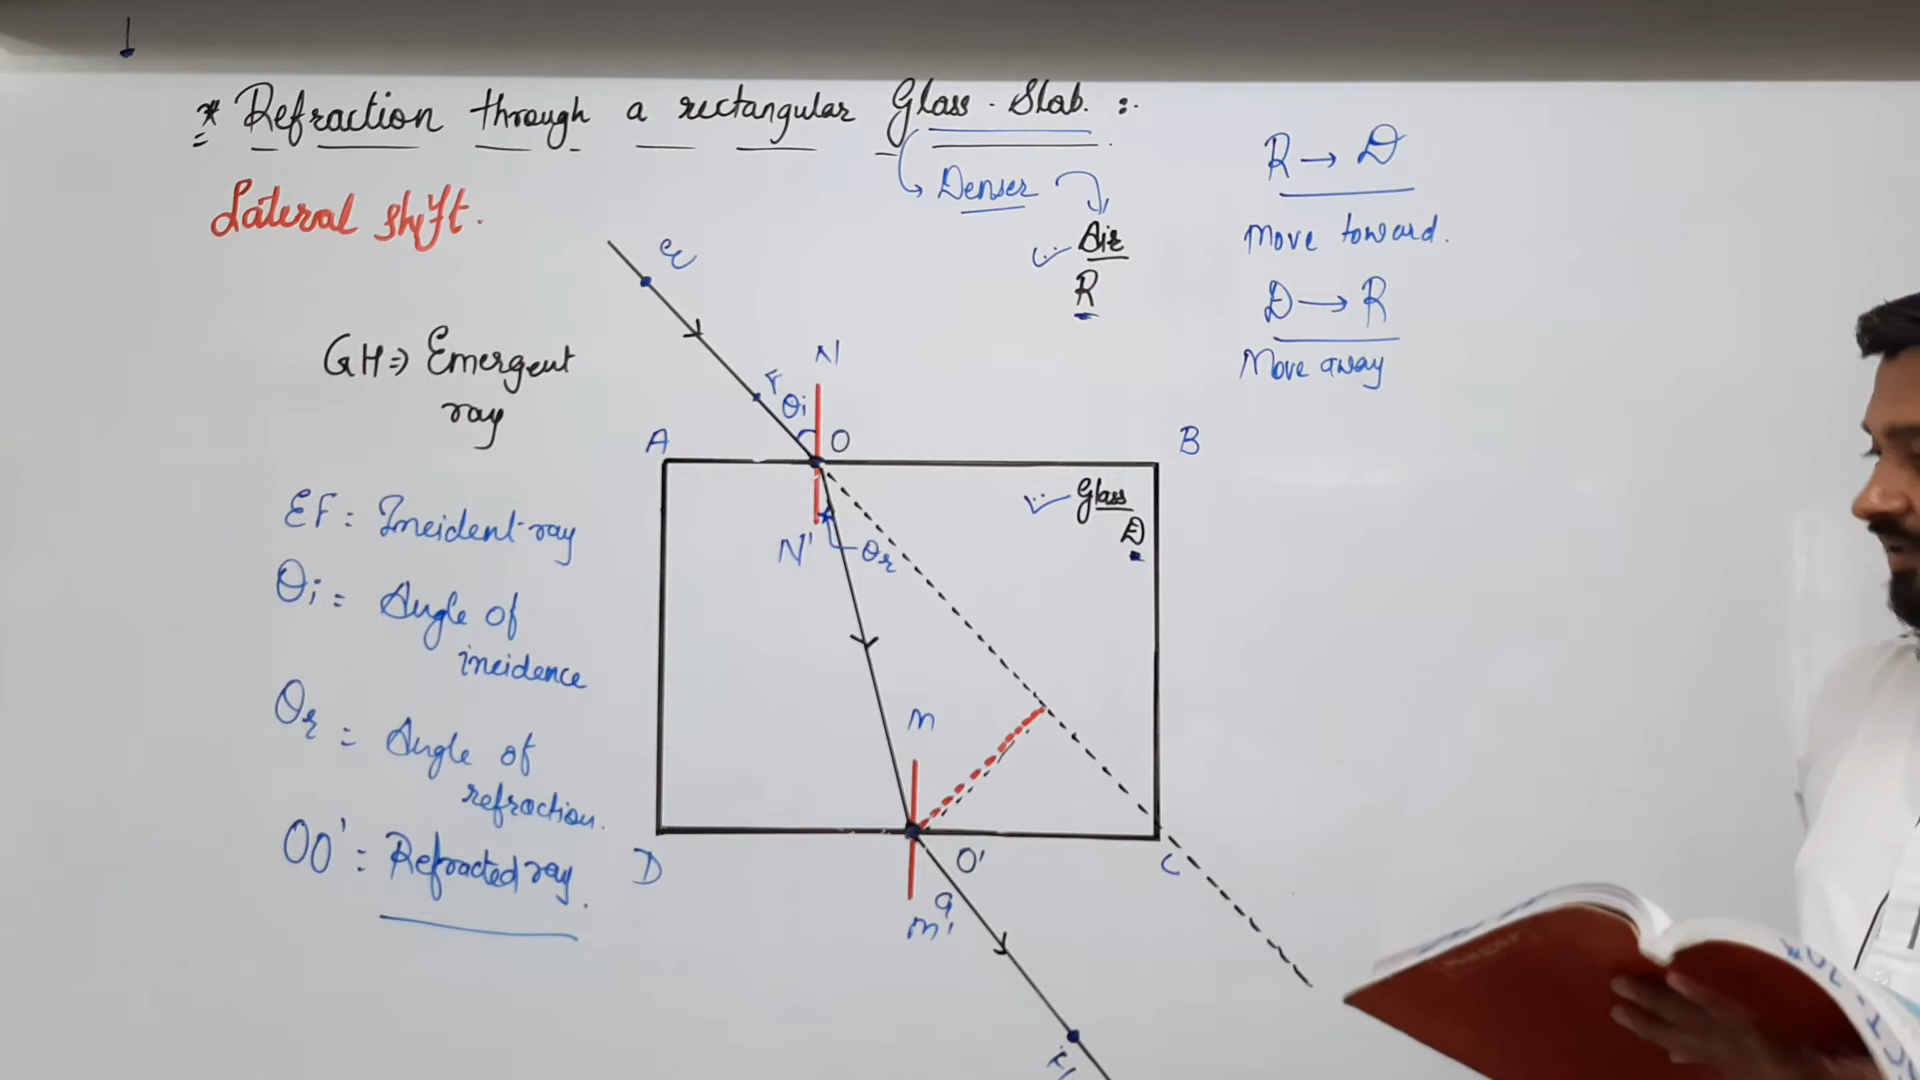 * Refraction through a rectangular Glass-Slab. :.
Denser
Air
R
Lateral shift.
R → D
Move toward.
D → R
Move away
GH => Emergent
ray
EF = Incident-ray
θi = Angle of
incidence
θr = Angle of
refraction.
OO' = Refracted ray.
E
F
θi
N
O
A
B
Glass
D
N'
θr
M
D
O'
C
G
M'
H